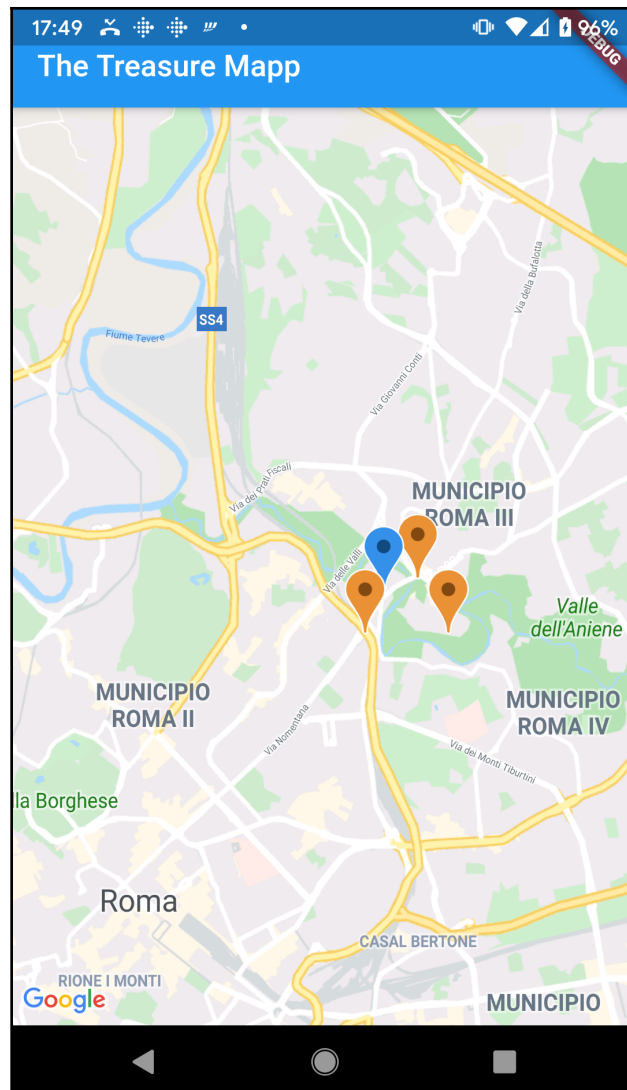 17:49
96%
DEBUG
The Treasure Mapp
Via della Bufalotta
SS4
Fiume Tevere
Via Giovanni Conti
Via dei Prati Fiscali
MUNICIPIO
ROMA III
Via delle Valli
Valle
dell'Aniene
MUNICIPIO
ROMA II
MUNICIPIO
ROMA IV
Via Nomentana
Via dei Monti Tiburtini
la Borghese
Roma
CASAL BERTONE
RIONE I MONTI
Google
MUNICIPIO